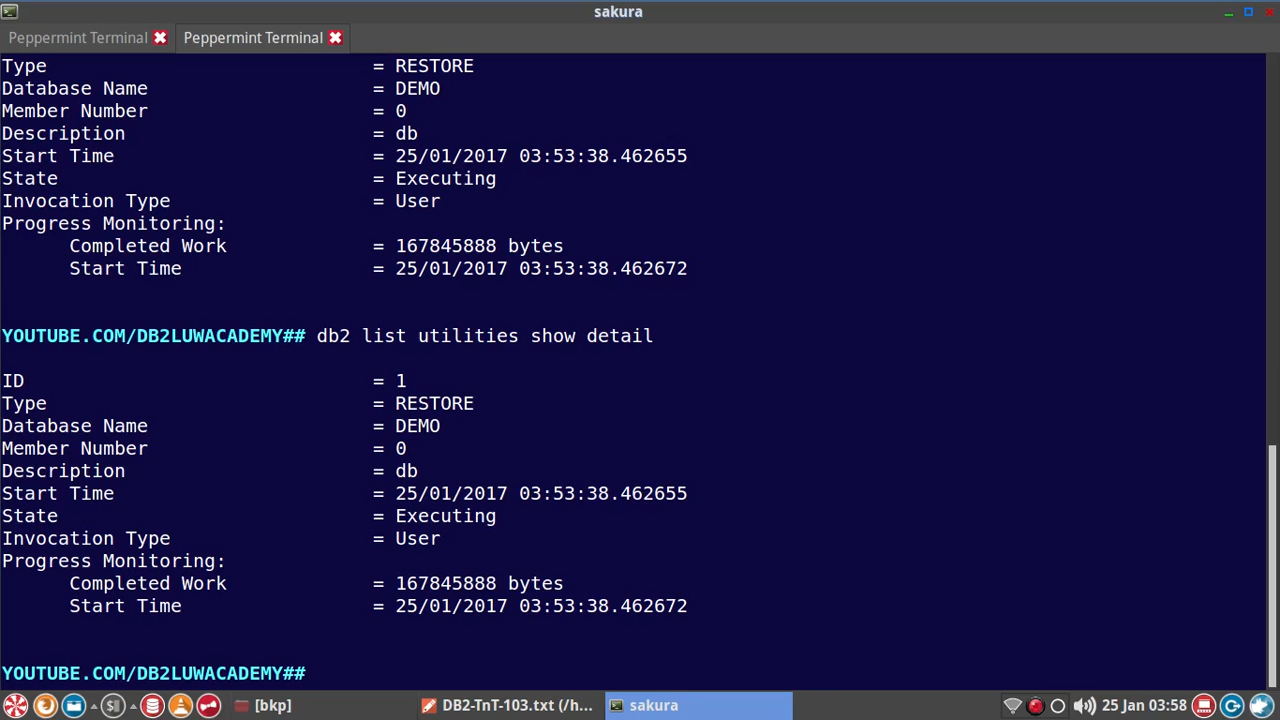 sakura
Peppermint Terminal Peppermint Terminal
Type = RESTORE
Database Name = DEMO
Member Number = 0
Description = db
Start Time = 25/01/2017 03:53:38.462655
State = Executing
Invocation Type = User
Progress Monitoring:
Completed Work = 167845888 bytes
Start Time = 25/01/2017 03:53:38.462672
YOUTUBE.COM/DB2LUWACADEMY## db2 list utilities show detail
ID = 1
Type = RESTORE
Database Name = DEMO
Member Number = 0
Description = db
Start Time = 25/01/2017 03:53:38.462655
State = Executing
Invocation Type = User
Progress Monitoring:
Completed Work = 167845888 bytes
Start Time = 25/01/2017 03:53:38.462672
YOUTUBE.COM/DB2LUWACADEMY##
[bkp] DB2-TnT-103.txt (/h... sakura 25 Jan 03:58